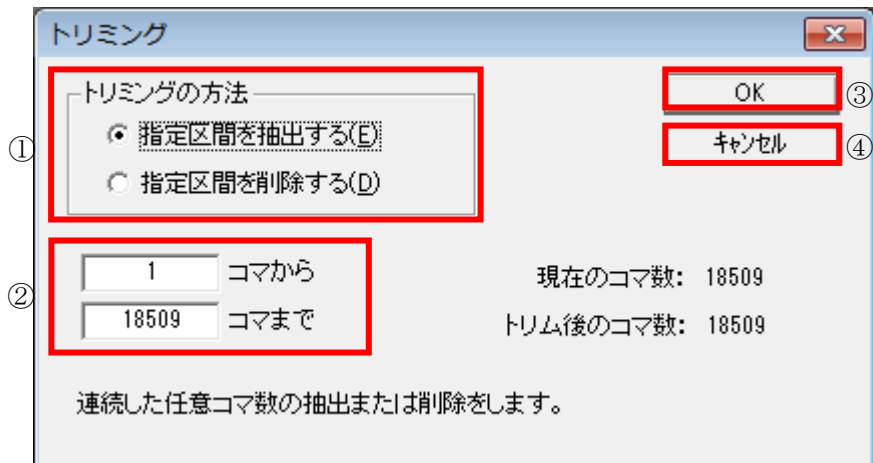 トリミング
トリミングの方法
OK
③
① 指定区間を抽出する(E)
キャンセル
④
指定区間を削除する(D)
② 1 コマから
現在のコマ数: 18509
18509 コマまで
トリム後のコマ数: 18509
連続した任意コマ数の抽出または削除をします。